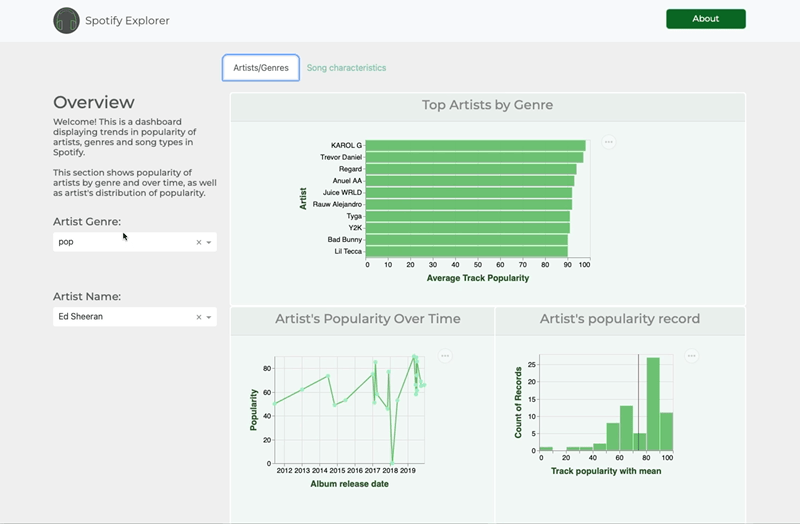 Spotify Explorer
About
Artists/Genres
Song characteristics
Overview
Welcome! This is a dashboard
displaying trends in popularity of
artists, genres and song types in
Spotify.
This section shows popularity of
artists by genre and over time, as well
as artist's distribution of popularity.
Artist Genre:
pop
Artist Name:
Ed Sheeran
Top Artists by Genre
Artist
KAROL G
Trevor Daniel
Regard
Anuel AA
Juice WRLD
Rauw Alejandro
Tyga
Y2K
Bad Bunny
Lil Tecca
0 10 20 30 40 50 60 70 80 90 100
Average Track Popularity
Artist's Popularity Over Time
Popularity
80
60
40
20
0
2012 2013 2014 2015 2016 2017 2018 2019
Album release date
Artist's popularity record
Count of Records
25
20
15
10
5
0
0 20 40 60 80 100
Track popularity with mean